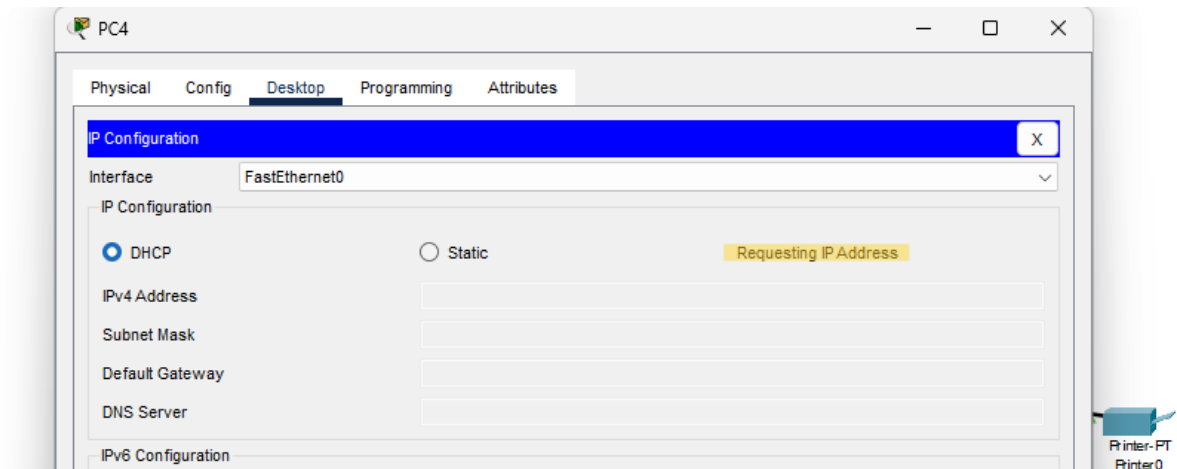 PC4
Physical Config Desktop Programming Attributes
IP Configuration X
Interface FastEthernet0
IP Configuration
DHCP Static Requesting IP Address
IPv4 Address
Subnet Mask
Default Gateway
DNS Server
IPv6 Configuration
Printer-PT
Printer0